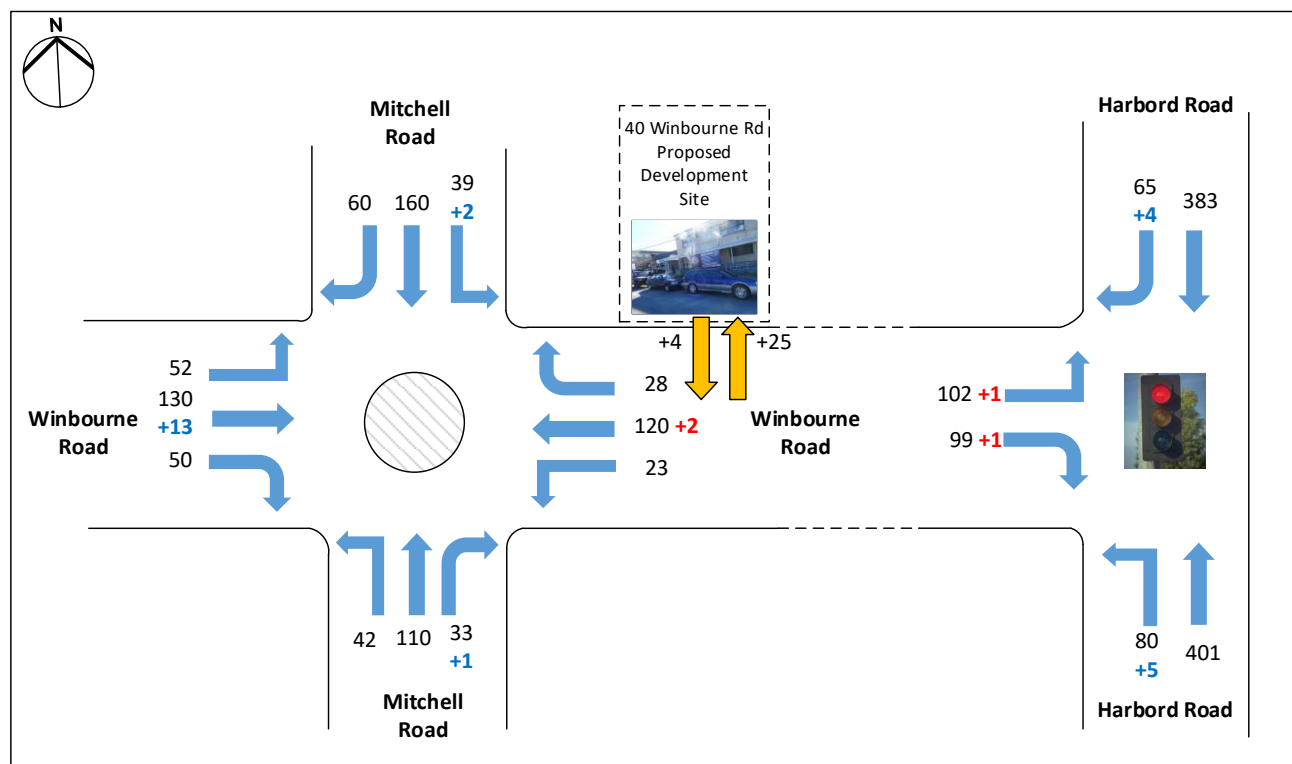 N
Mitchell
Road
40 Winbourne Rd
Proposed
Development
Site
Harbord Road
60 160 39
+2
65 383
+4
+4 +25
52
130
+13
50
Winbourne
Road
28
120 +2
23
Winbourne
Road
102 +1
99 +1
42 110 33
+1
80 401
+5
Mitchell
Road
Harbord Road